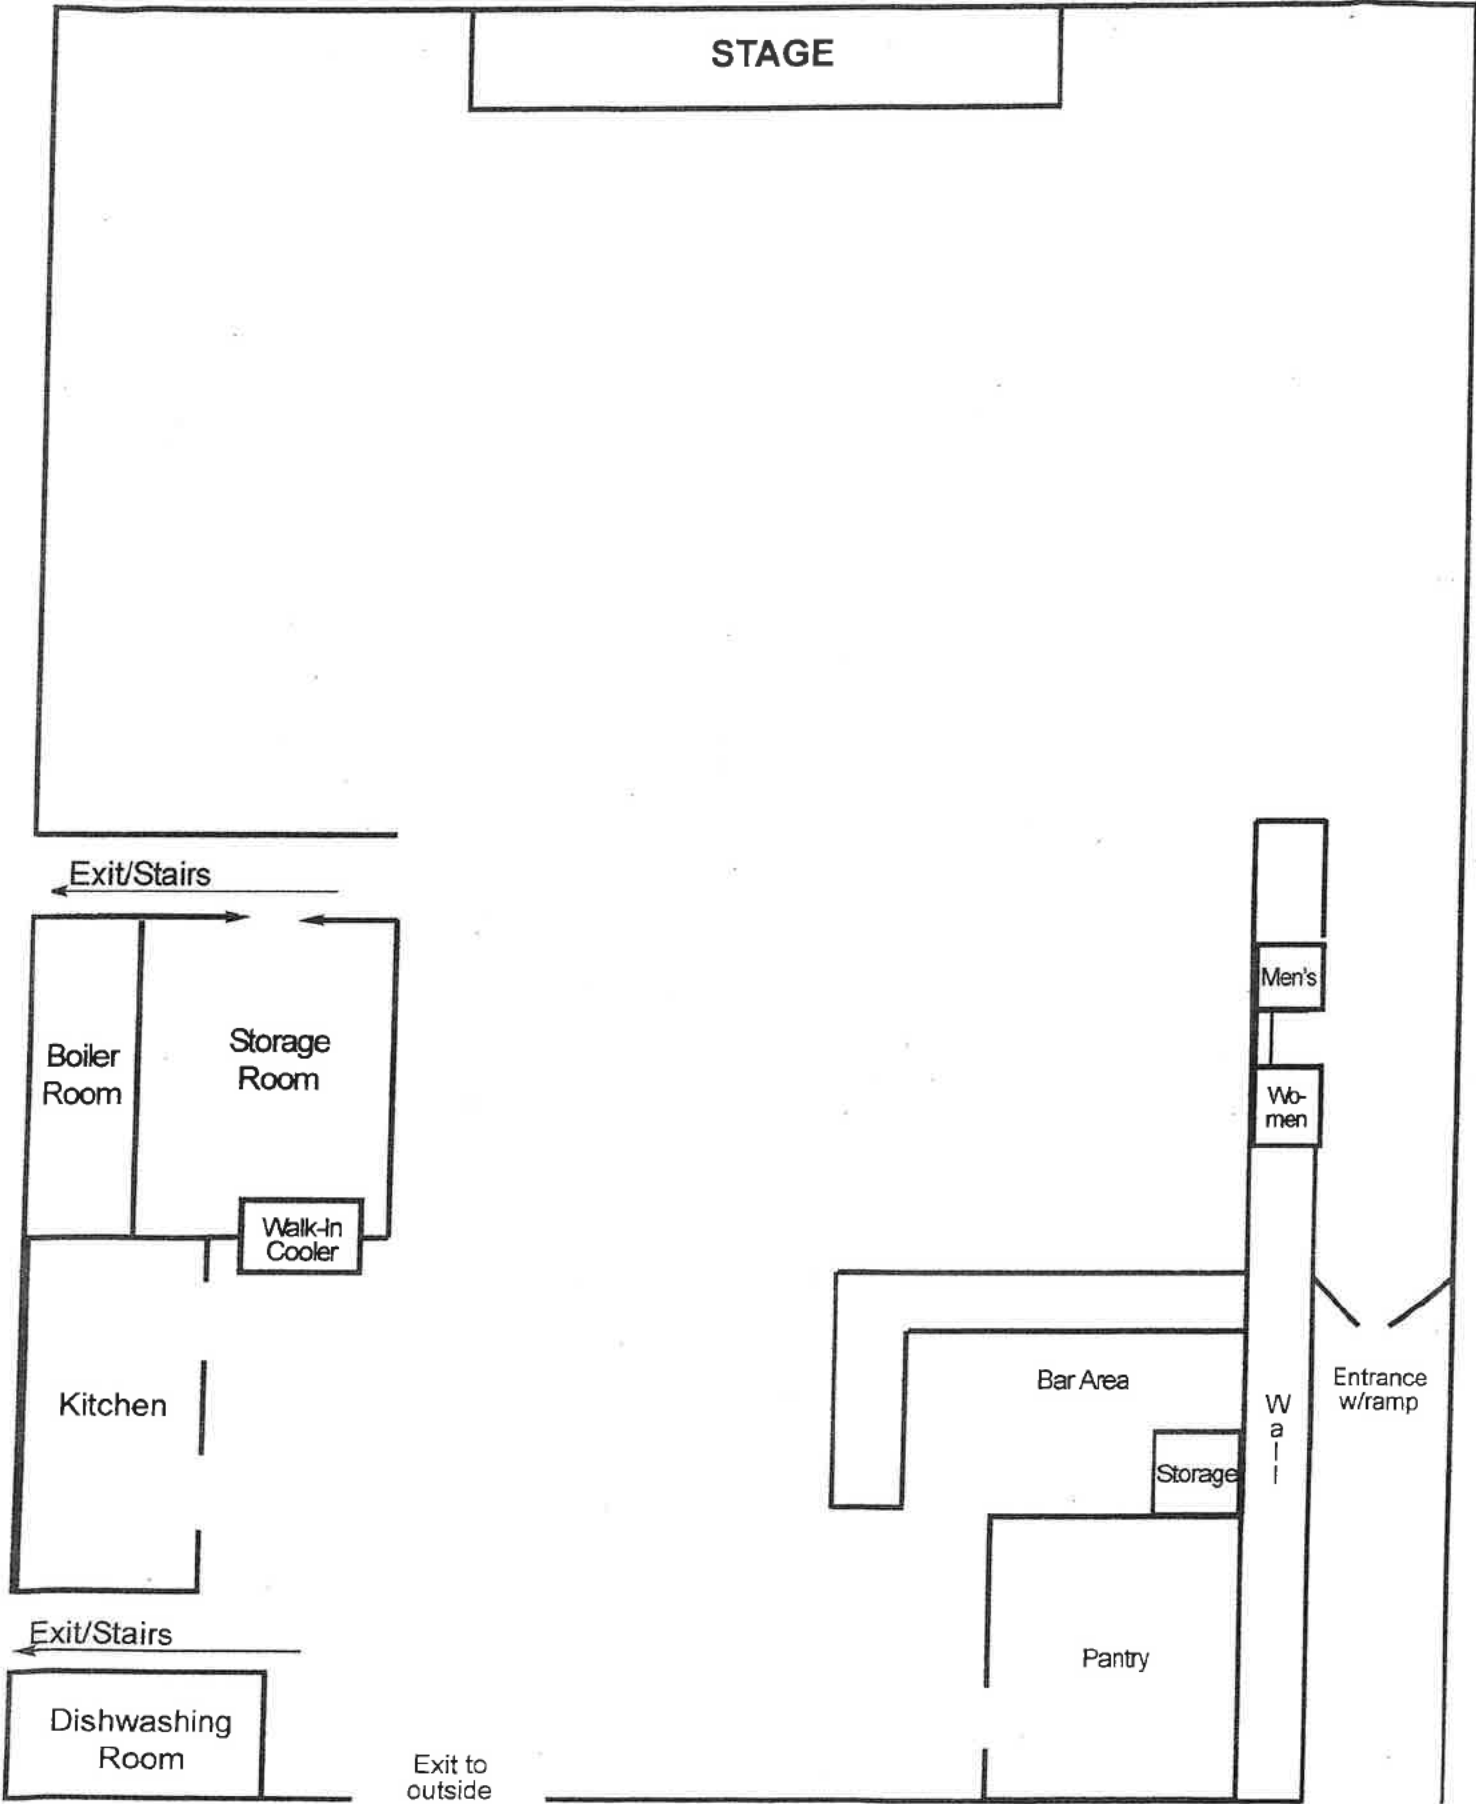 STAGE
Exit/Stairs
Boiler
Room
Storage
Room
Men's
Wo-
men
Walk-In
Cooler
Kitchen
Bar Area
Storage
W
a
l
l
Entrance
w/ramp
Exit/Stairs
Pantry
Dishwashing
Room
Exit to
outside